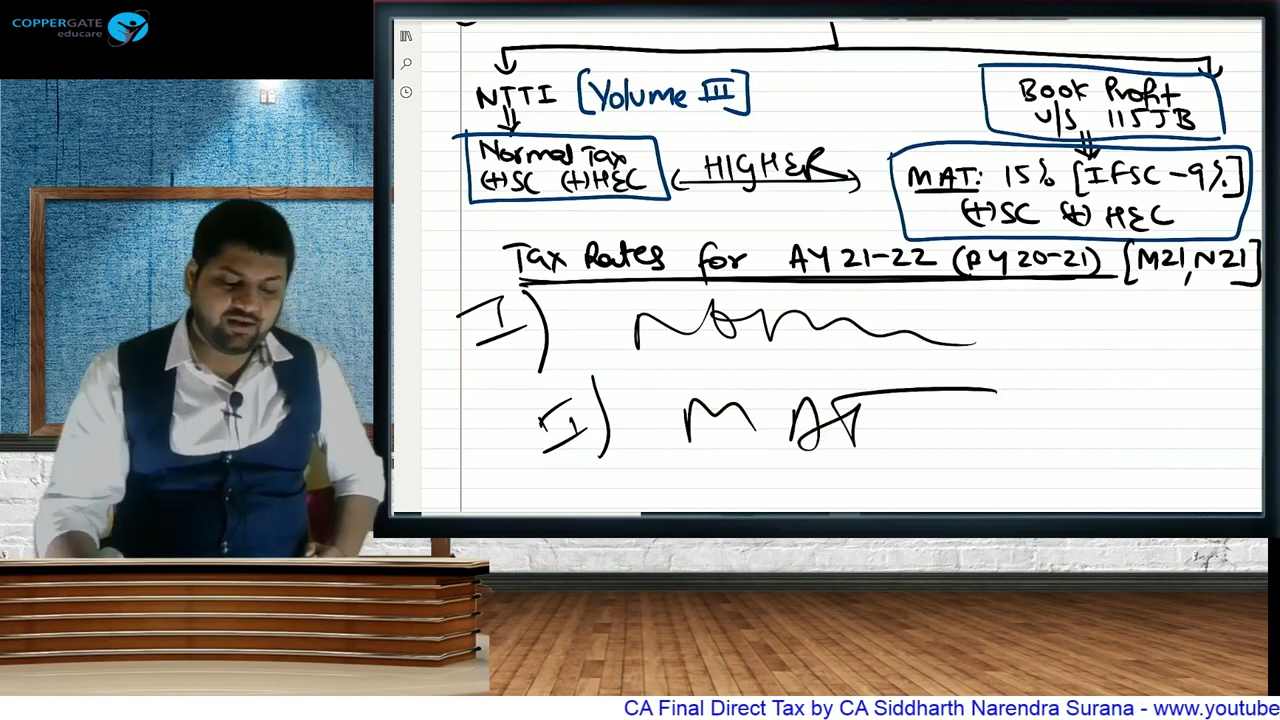 COPPERGATE
educare
NTTI [Volume III]
Book Profit
u/s 115JB
Normal Tax
(+)SC (+)HEC
HIGHER
MAT: 15% [IFSC-9%]
(+)SC (+) HEC
Tax Rates for AY 21-22 (PY 20-21) [M21, N21]
I)
II) MAT
CA Final Direct Tax by CA Siddharth Narendra Surana - www.youtube